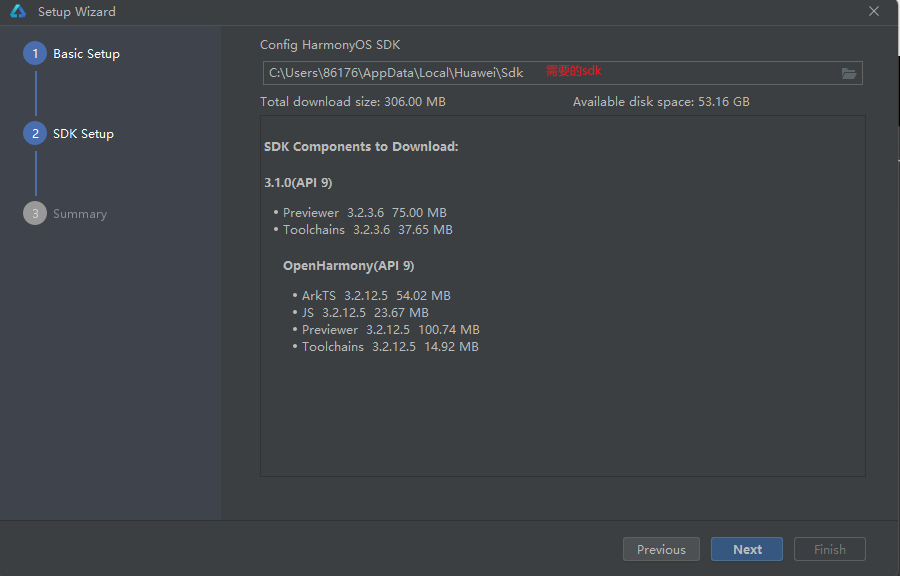 Setup Wizard
1 Basic Setup
2 SDK Setup
3 Summary
Config HarmonyOS SDK
C:\Users\86176\AppData\Local\Huawei\Sdk 需要的sdk
Total download size: 306.00 MB Available disk space: 53.16 GB
SDK Components to Download:
3.1.0(API 9)
• Previewer 3.2.3.6 75.00 MB
• Toolchains 3.2.3.6 37.65 MB
OpenHarmony(API 9)
• ArkTS 3.2.12.5 54.02 MB
• JS 3.2.12.5 23.67 MB
• Previewer 3.2.12.5 100.74 MB
• Toolchains 3.2.12.5 14.92 MB
Previous Next Finish